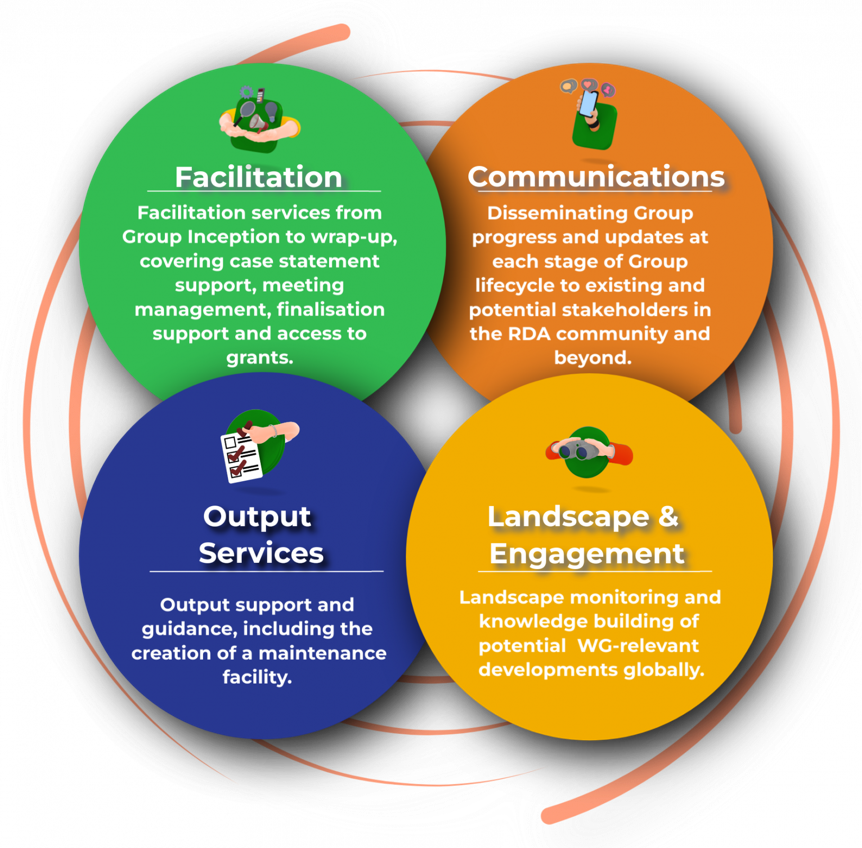 Facilitation
Facilitation services from
Group Inception to wrap-up,
covering case statement
support, meeting
management, finalisation
support and access to
grants.
Communications
Disseminating Group
progress and updates at
each stage of Group
lifecycle to existing and
potential stakeholders in
the RDA community and
beyond.
Output
Services
Output support and
guidance, including the
creation of a maintenance
facility.
Landscape &
Engagement
Landscape monitoring and
knowledge building of
potential WG-relevant
developments globally.